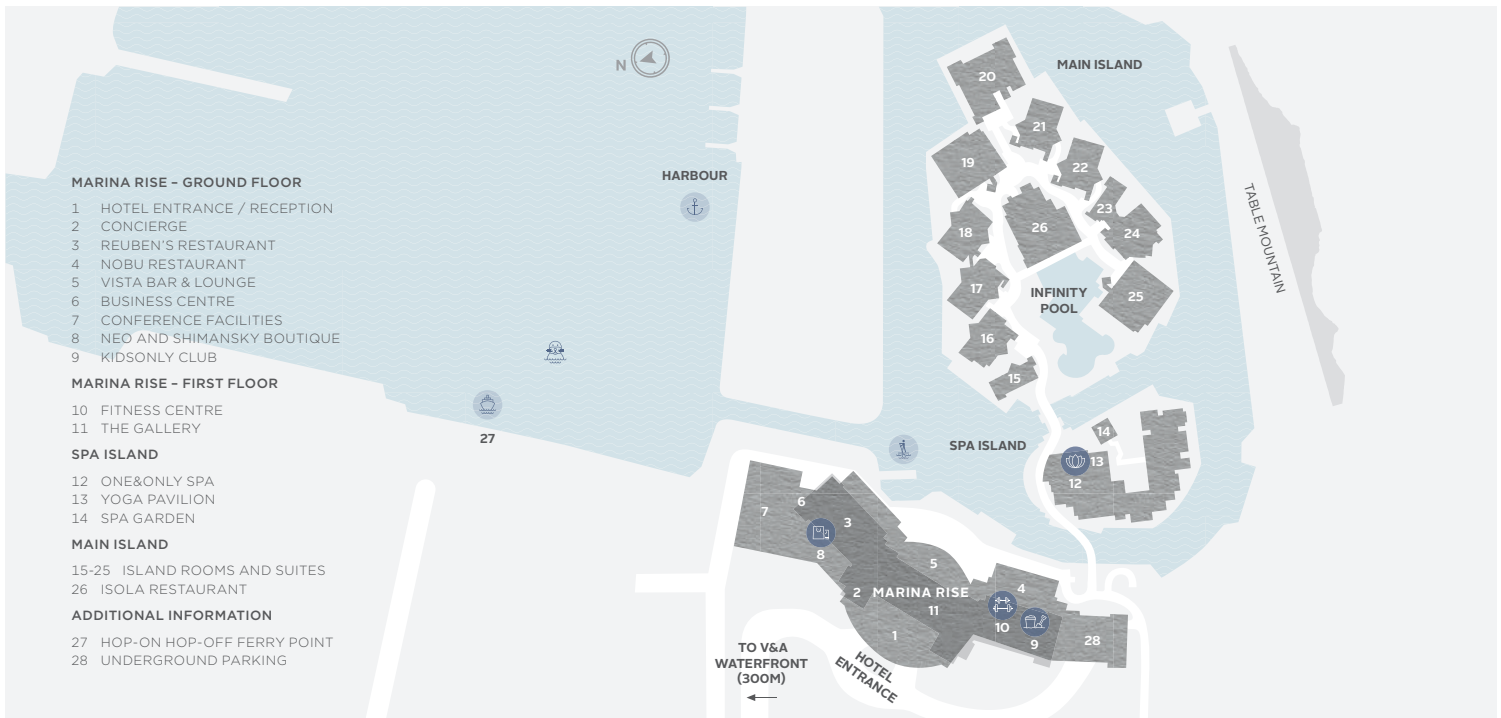 MARINA RISE – GROUND FLOOR
1 HOTEL ENTRANCE / RECEPTION
2 CONCIERGE
3 REUBEN'S RESTAURANT
4 NOBU RESTAURANT
5 VISTA BAR & LOUNGE
6 BUSINESS CENTRE
7 CONFERENCE FACILITIES
8 NEO AND SHIMANSKY BOUTIQUE
9 KIDSONLY CLUB
MARINA RISE – FIRST FLOOR
10 FITNESS CENTRE
11 THE GALLERY
SPA ISLAND
12 ONE&ONLY SPA
13 YOGA PAVILION
14 SPA GARDEN
MAIN ISLAND
15-25 ISLAND ROOMS AND SUITES
26 ISOLA RESTAURANT
ADDITIONAL INFORMATION
27 HOP-ON HOP-OFF FERRY POINT
28 UNDERGROUND PARKING
N
HARBOUR
27
MAIN ISLAND
20
21
19
22
23
18
26
24
17
INFINITY
POOL
25
16
15
TABLE MOUNTAIN
SPA ISLAND
14
13
12
7
6
3
8
5
2
MARINA RISE
4
11
10
1
9
28
HOTEL
ENTRANCE
TO V&A
WATERFRONT
(300M)